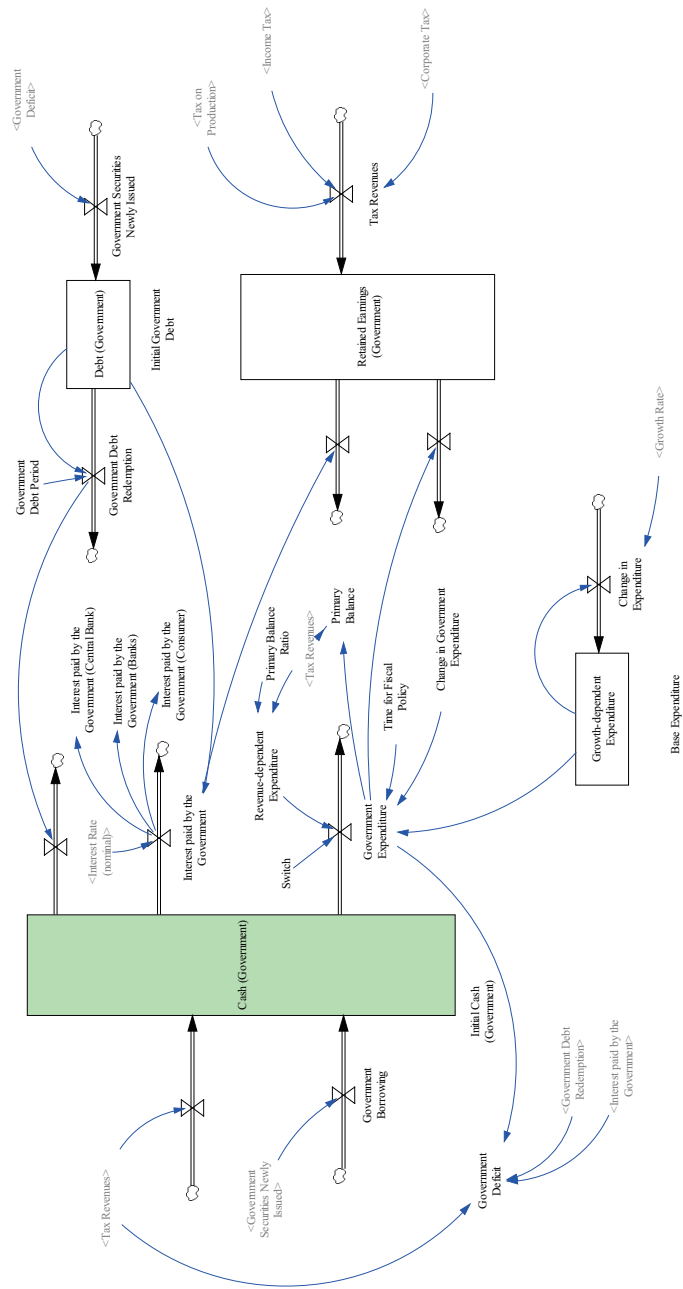 <Tax Revenues>
<Government
Securities Newly
Issued>
Government
Borrowing
Government
Deficit
<Government Debt
Redemption>
<Interest paid by the
Government>
Initial Cash
(Government)
Cash (Government)
<Interest Rate
(nominal)>
Interest paid by the
Government
Switch
Government
Expenditure
Revenue-dependent
Expenditure
Interest paid by the
Government (Central Bank)
Interest paid by the
Government (Banks)
Interest paid by the
Government (Consumer)
Primary Balance
Ratio
<Tax Revenues>
Primary
Balance
Time for Fiscal
Policy
Change in Government
Expenditure
Growth-dependent
Expenditure
Base Expenditure
Change in
Expenditure
<Growth Rate>
Government
Debt Period
Government Debt
Redemption
Debt (Government)
Initial Government
Debt
Retained Earnings
(Government)
Government Securities
Newly Issued
<Government
Deficit>
<Tax on
Production>
<Income Tax>
Tax Revenues
<Corporate Tax>